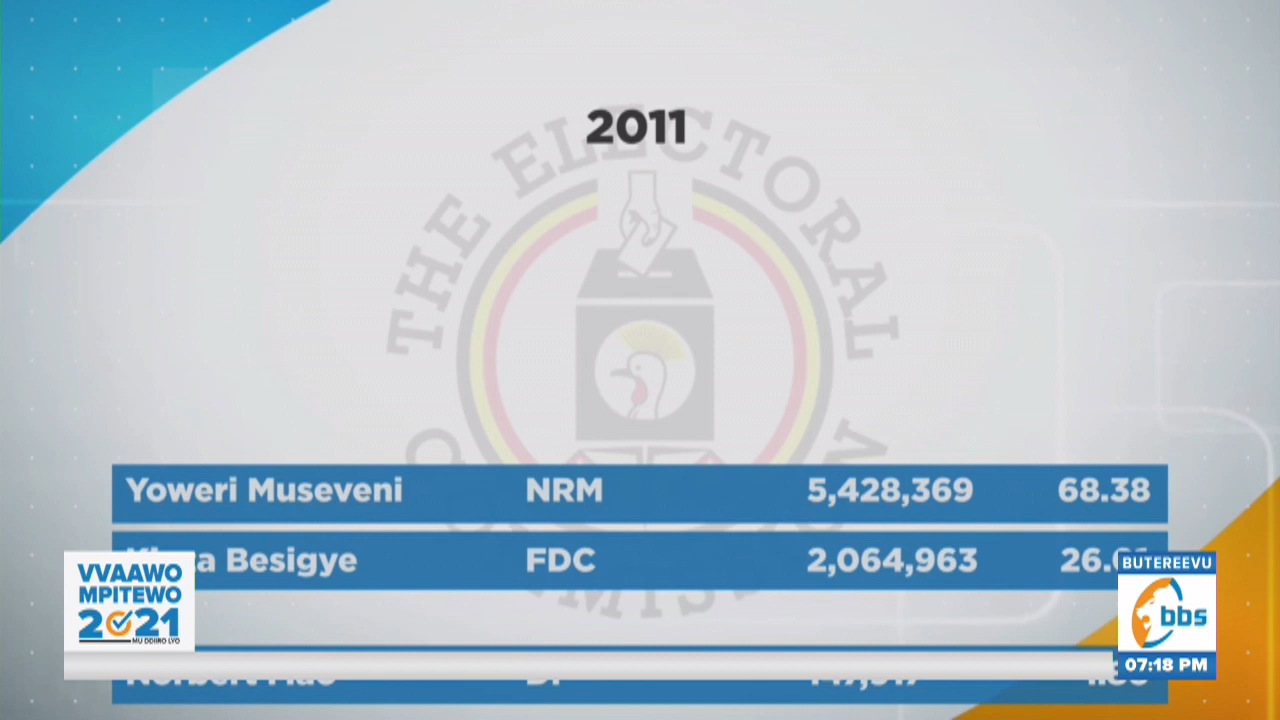 2011
THE ELECTORAL
Yoweri Museveni NRM 5,428,369 68.38
Besigye FDC 2,064,963
VVAAWO
MPITEWO
2021
MU DDIIRO LYO
BUTEREEVU
bbs
07:18 PM